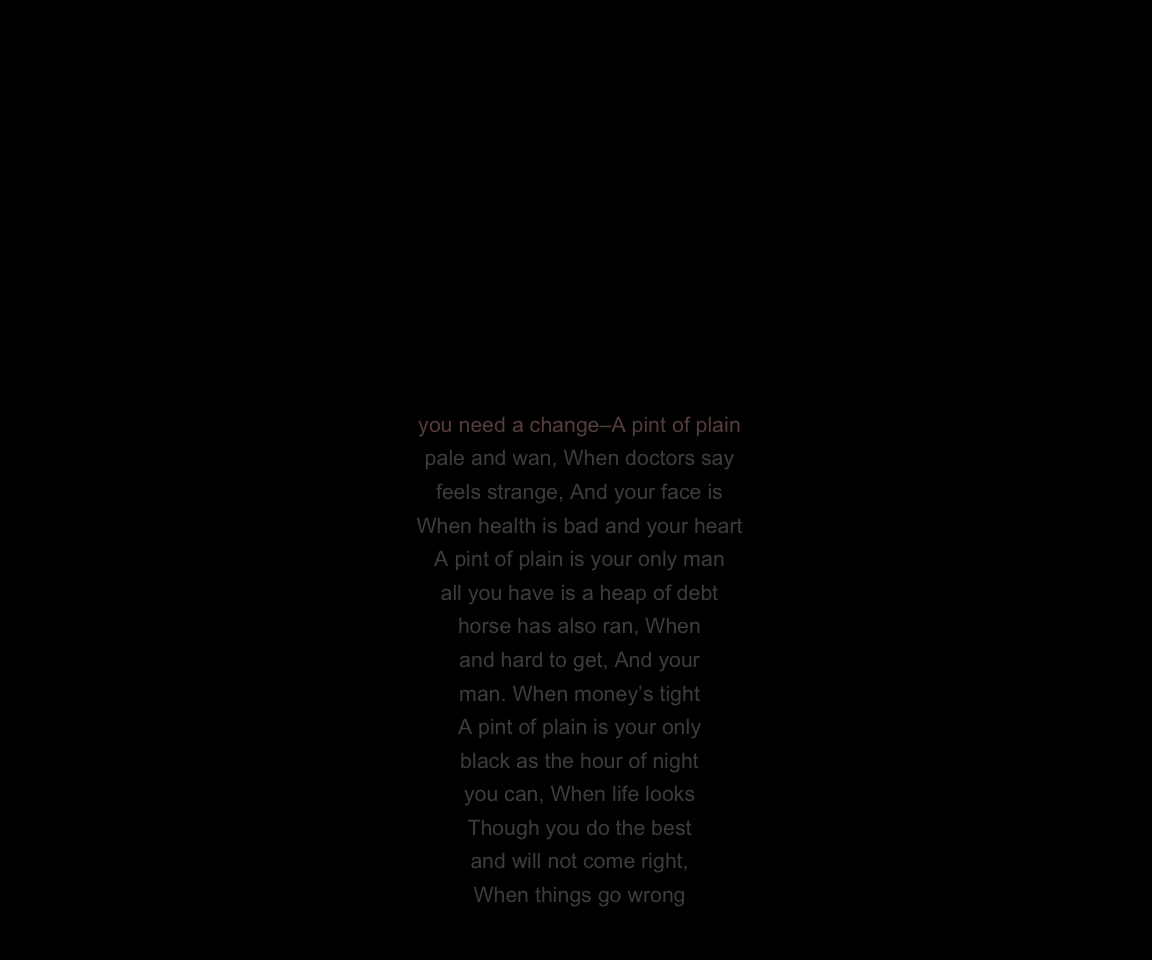 you need a change–A pint of plain
pale and wan, When doctors say
feels strange, And your face is
When health is bad and your heart
A pint of plain is your only man
all you have is a heap of debt
horse has also ran, When
and hard to get, And your
man. When money’s tight
A pint of plain is your only
black as the hour of night
you can, When life looks
Though you do the best
and will not come right,
When things go wrong